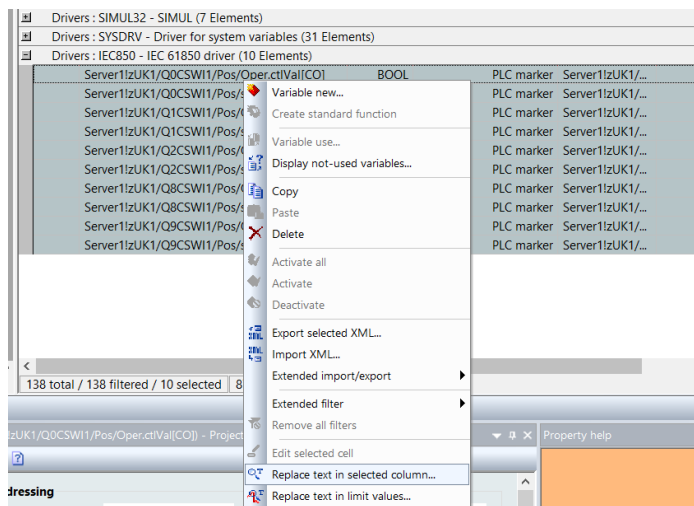 Drivers : SIMUL32 - SIMUL (7 Elements)
Drivers : SYSDRV - Driver for system variables (31 Elements)
Drivers : IEC850 - IEC 61850 driver (10 Elements)
Server1!zUK1/Q0CSWI1/Pos/Oper.ctlVal[CO] BOOL PLC marker Server1!zUK1/...
Server1!zUK1/Q0CSWI1/Pos/s PLC marker Server1!zUK1/...
Server1!zUK1/Q1CSWI1/Pos/ PLC marker Server1!zUK1/...
Server1!zUK1/Q1CSWI1/Pos/s PLC marker Server1!zUK1/...
Server1!zUK1/Q2CSWI1/Pos/ PLC marker Server1!zUK1/...
Server1!zUK1/Q2CSWI1/Pos/s PLC marker Server1!zUK1/...
Server1!zUK1/Q8CSWI1/Pos/ PLC marker Server1!zUK1/...
Server1!zUK1/Q8CSWI1/Pos/s PLC marker Server1!zUK1/...
Server1!zUK1/Q9CSWI1/Pos/ PLC marker Server1!zUK1/...
Server1!zUK1/Q9CSWI1/Pos/s PLC marker Server1!zUK1/...
Variable new...
Create standard function
Variable use...
Display not-used variables...
Copy
Paste
Delete
Activate all
Activate
Deactivate
Export selected XML...
Import XML...
Extended import/export
Extended filter
Remove all filters
Edit selected cell
Replace text in selected column...
Replace text in limit values...
138 total / 138 filtered / 10 selected 8
zUK1/Q0CSWI1/Pos/Oper.ctlVal[CO]) - Project
Property help
dressing